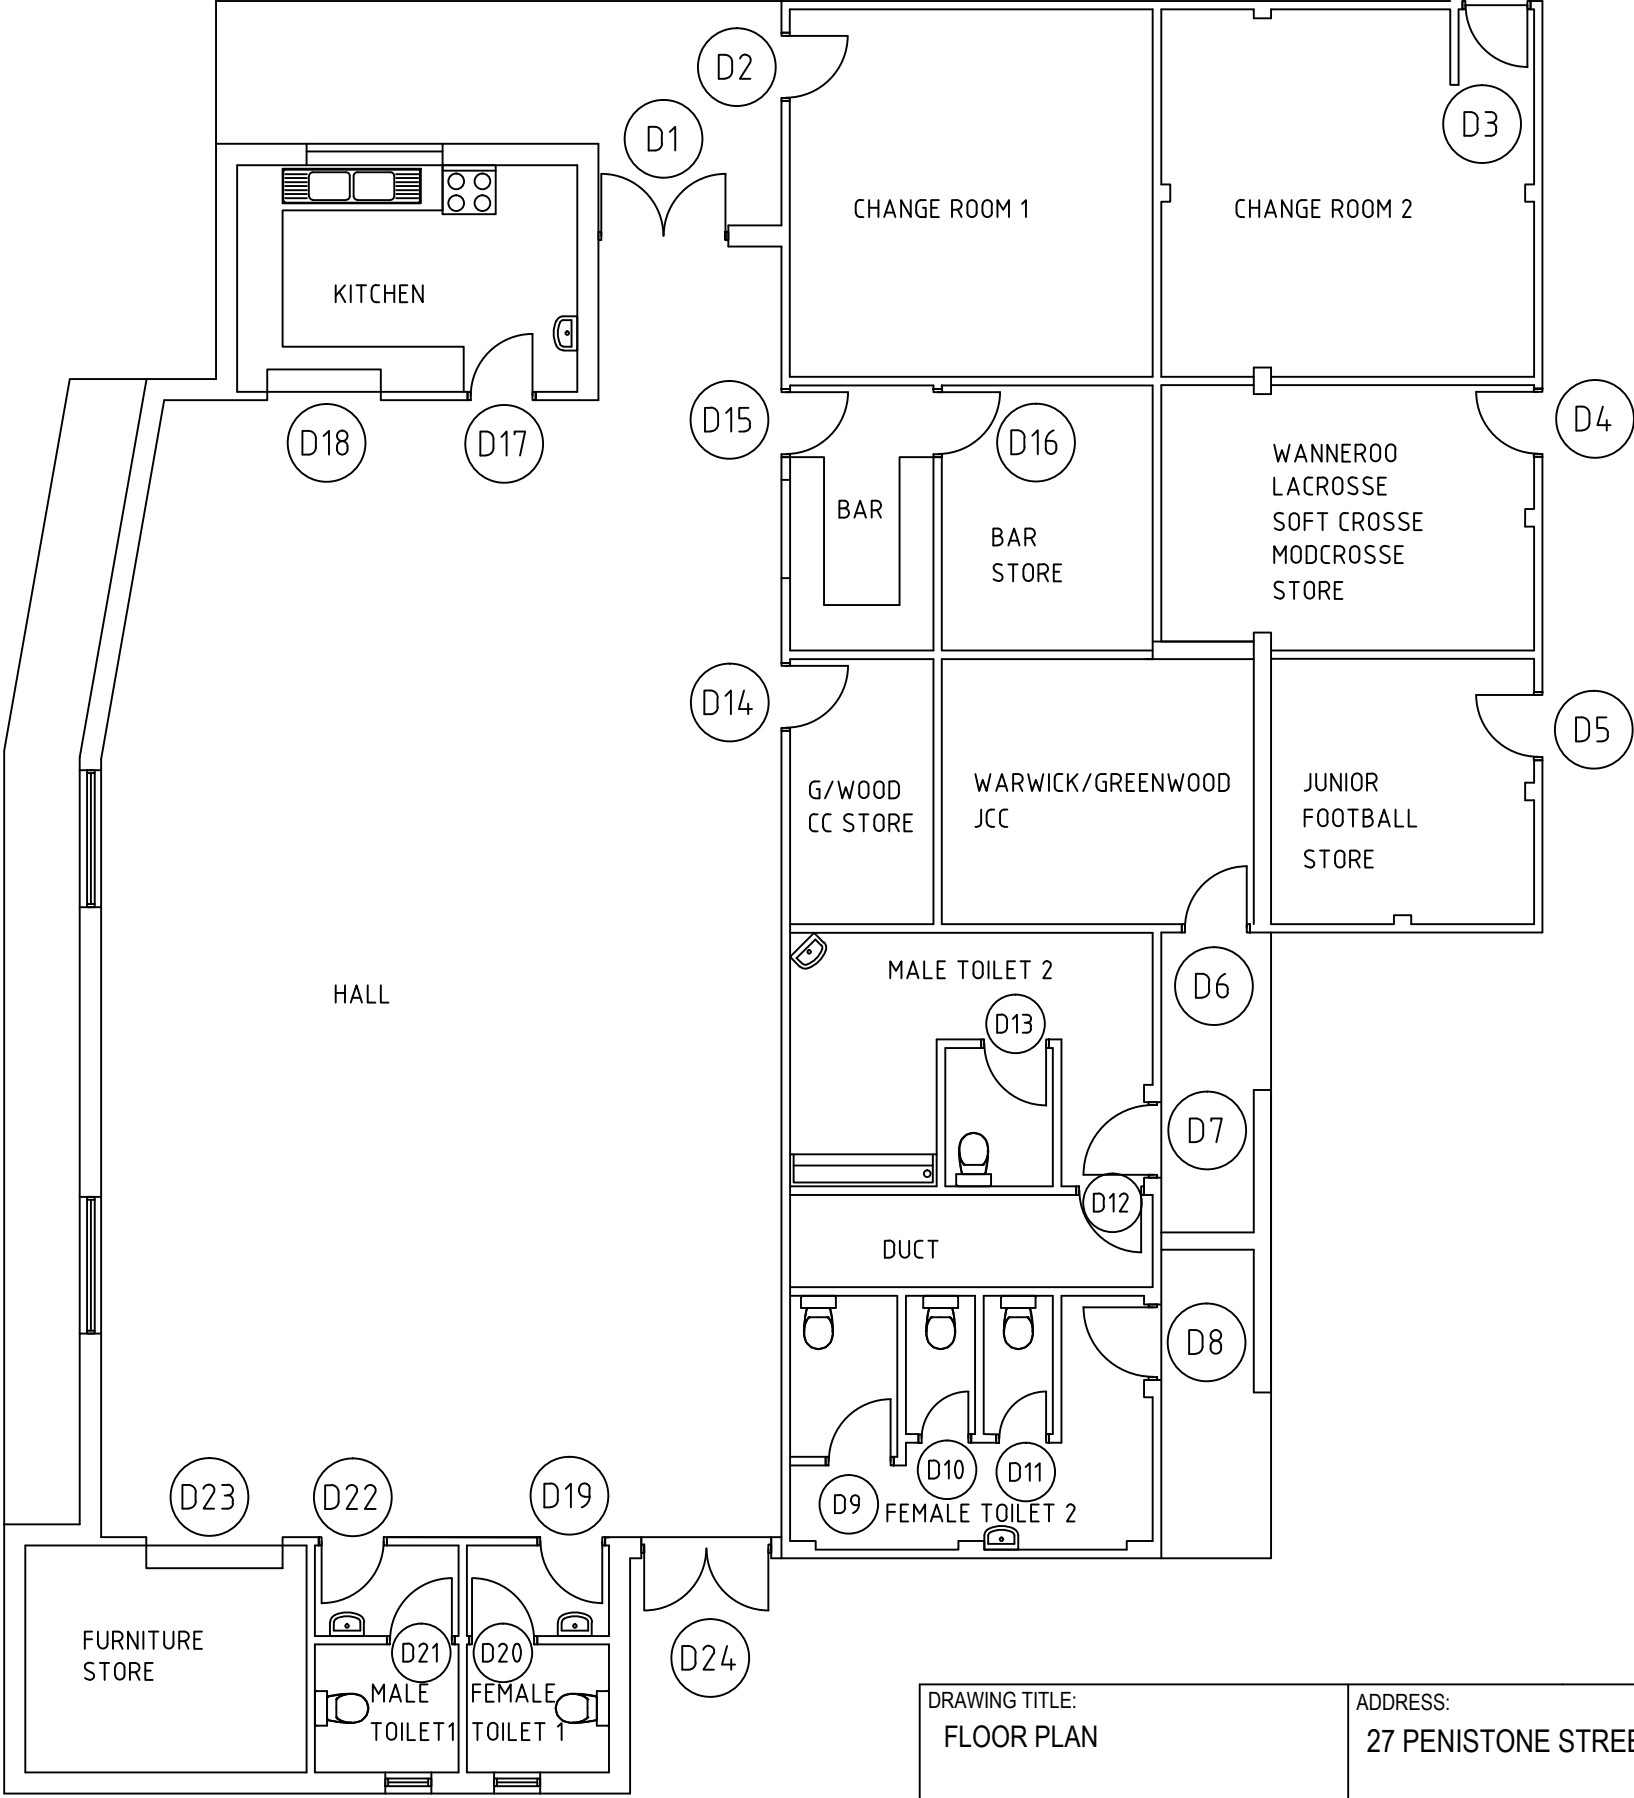 D2
D1
D3
CHANGE ROOM 1
CHANGE ROOM 2
KITCHEN
D18
D17
D15
D16
D4
BAR
BAR
STORE
WANNEROO
LACROSSE
SOFT CROSSE
MODCROSSE
STORE
D14
D5
G/WOOD
CC STORE
WARWICK/GREENWOOD
JCC
JUNIOR
FOOTBALL
STORE
HALL
MALE TOILET 2
D6
D13
D7
D12
DUCT
D8
D10
D11
D9
FEMALE TOILET 2
D23
D22
D19
FURNITURE
STORE
D21
D20
D24
MALE
TOILET1
FEMALE
TOILET 1
DRAWING TITLE:
FLOOR PLAN
ADDRESS:
27 PENISTONE